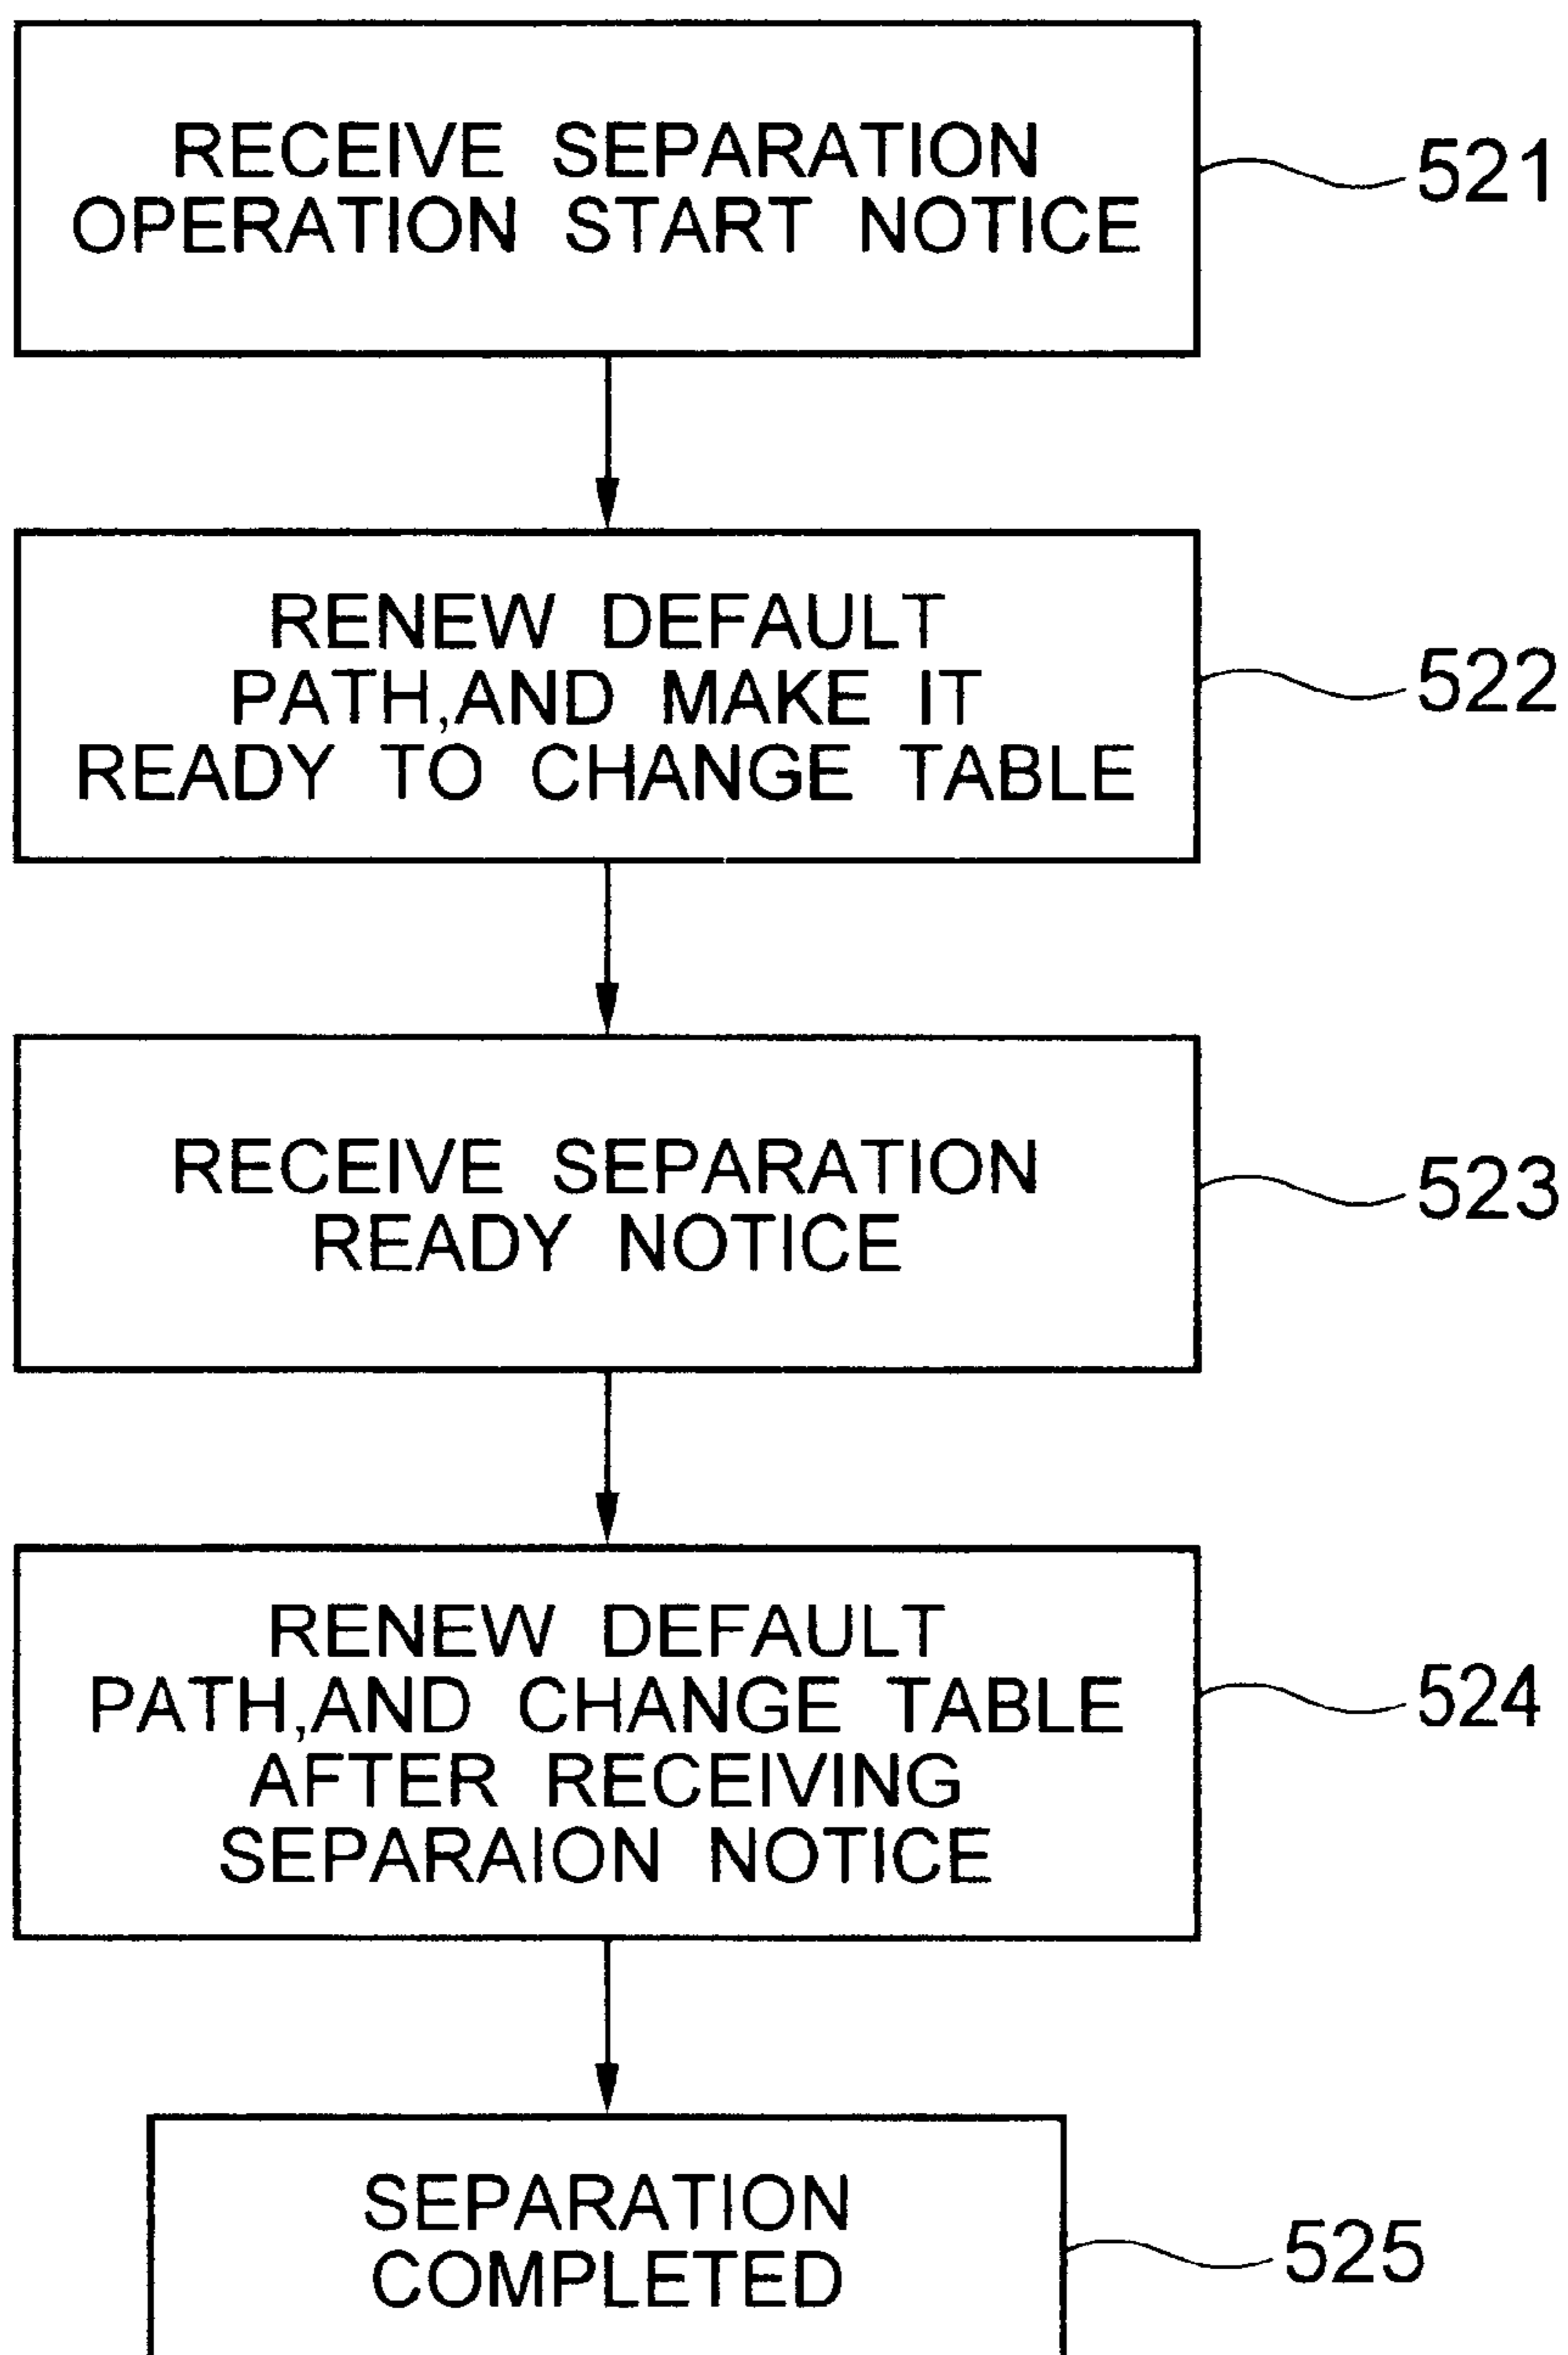 RECEIVE SEPARATION
OPERATION START NOTICE
521
RENEW DEFAULT
PATH,AND MAKE IT
READY TO CHANGE TABLE
522
RECEIVE SEPARATION
READY NOTICE
523
RENEW DEFAULT
PATH,AND CHANGE TABLE
AFTER RECEIVING
SEPARAION NOTICE
524
SEPARATION
COMPLETED
525